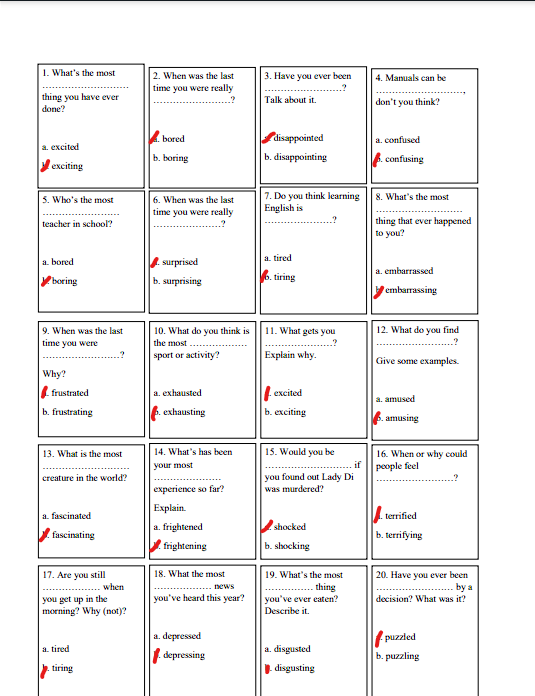 1. What's the most
..............................
thing you have ever
done?
a. excited
exciting
2. When was the last
time you were really
...........................?
bored
b. boring
3. Have you ever been
...........................?
Talk about it.
disappointed
b. disappointing
4. Manuals can be
..............................,
don't you think?
a. confused
b. confusing
5. Who's the most
...........................
teacher in school?
a. bored
boring
6. When was the last
time you were really
........................?
surprised
b. surprising
7. Do you think learning
English is
........................?
a. tired
b. tiring
8. What's the most
..............................
thing that ever happened
to you?
a. embarrassed
embarrassing
9. When was the last
time you were
...........................?
Why?
frustrated
b. frustrating
10. What do you think is
the most ....................
sport or activity?
a. exhausted
b. exhausting
11. What gets you
........................?
Explain why.
excited
b. exciting
12. What do you find
...........................?
Give some examples.
a. amused
b. amusing
13. What is the most
..............................
creature in the world?
a. fascinated
fascinating
14. What's has been
your most
........................
experience so far?
Explain.
a. frightened
frightening
15. Would you be
.............................. if
you found out Lady Di
was murdered?
shocked
b. shocking
16. When or why could
people feel
...........................?
terrified
b. terrifying
17. Are you still
.................... when
you get up in the
morning? Why (not)?
a. tired
tiring
18. What the most
.................... news
you've heard this year?
a. depressed
depressing
19. What's the most
................. thing
you've ever eaten?
Describe it.
a. disgusted
disgusting
20. Have you ever been
........................... by a
decision? What was it?
puzzled
b. puzzling